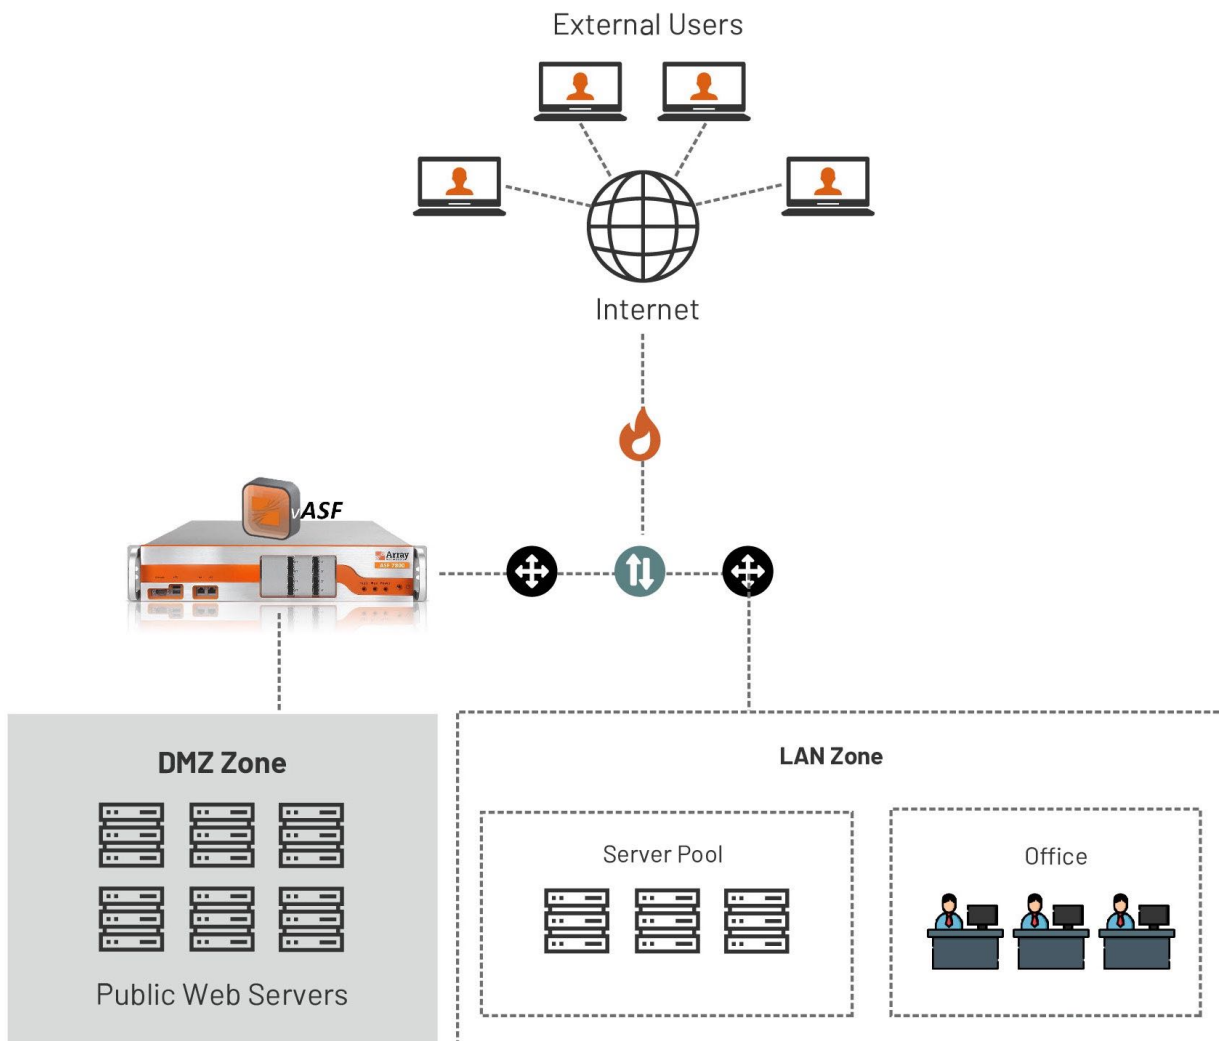 External Users
Internet
vASF
Array
DMZ Zone
Public Web Servers
LAN Zone
Server Pool
Office